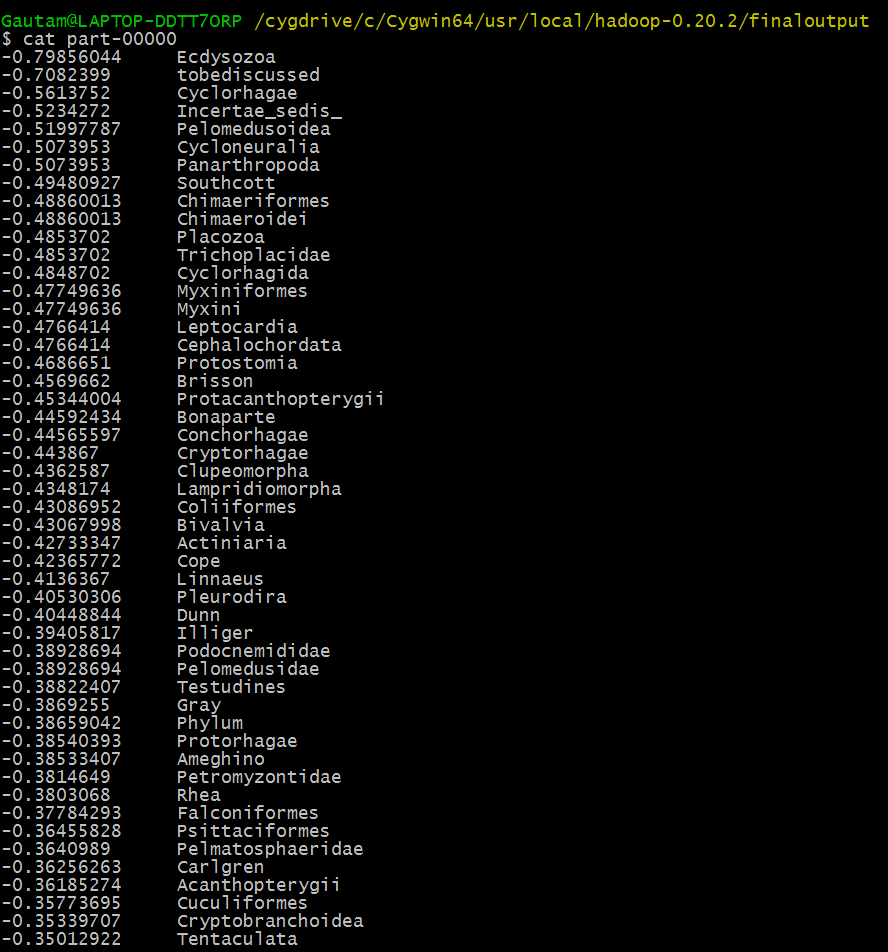 Gautam@LAPTOP-DDTT7ORP /cygdrive/c/Cygwin64/usr/local/hadoop-0.20.2/finaloutput
$ cat part-00000
-0.79856044 Ecdysozoa
-0.7082399 tobediscussed
-0.5613752 Cyclorhagae
-0.5234272 Incertae_sedis_
-0.51997787 Pelomedusoidea
-0.5073953 Cycloneuralia
-0.5073953 Panarthropoda
-0.49480927 Southcott
-0.48860013 Chimaeriformes
-0.48860013 Chimaeroidei
-0.4853702 Placozoa
-0.4853702 Trichoplacidae
-0.4848702 Cyclorhagida
-0.47749636 Myxiniformes
-0.47749636 Myxini
-0.4766414 Leptocardia
-0.4766414 Cephalochordata
-0.4686651 Protostomia
-0.4569662 Brisson
-0.45344004 Protacanthopterygii
-0.44592434 Bonaparte
-0.44565597 Conchorhagae
-0.443867 Cryptorhagae
-0.4362587 Clupeomorpha
-0.4348174 Lampridiomorpha
-0.43086952 Coliiformes
-0.43067998 Bivalvia
-0.42733347 Actiniaria
-0.42365772 Cope
-0.4136367 Linnaeus
-0.40530306 Pleurodira
-0.40448844 Dunn
-0.39405817 Illiger
-0.38928694 Podocnemididae
-0.38928694 Pelomedusidae
-0.38822407 Testudines
-0.3869255 Gray
-0.38659042 Phylum
-0.38540393 Protorhagae
-0.38533407 Ameghino
-0.3814649 Petromyzontidae
-0.3803068 Rhea
-0.37784293 Falconiformes
-0.36455828 Psittaciformes
-0.3640989 Pelmatosphaeridae
-0.36256263 Carlgren
-0.36185274 Acanthopterygii
-0.35773695 Cuculiformes
-0.35339707 Cryptobranchoidea
-0.35012922 Tentaculata